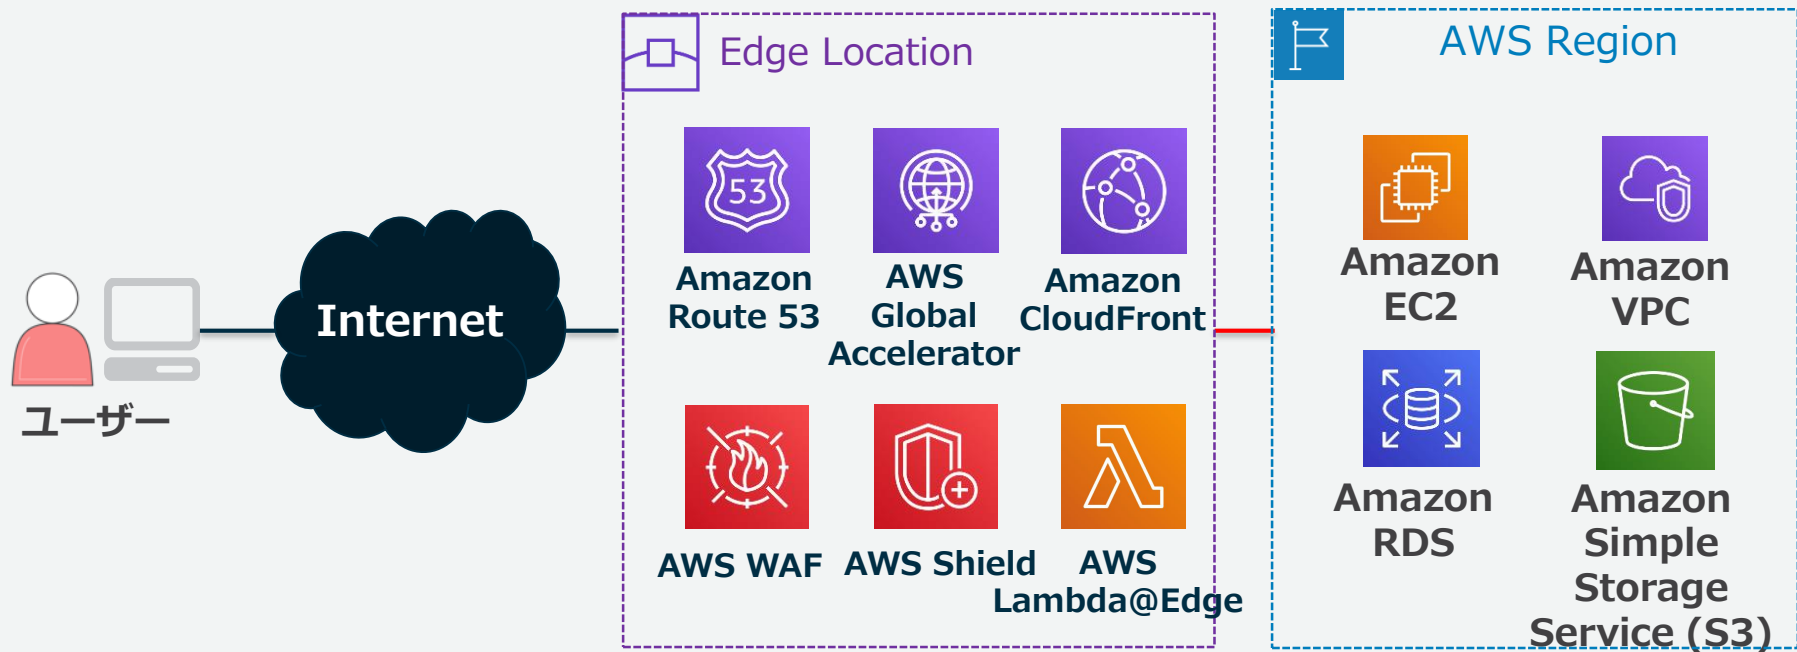 Edge Location
AWS Region
53
Amazon
Route 53
AWS
Global
Accelerator
Amazon
CloudFront
Amazon
EC2
Amazon
VPC
Internet
ユーザー
AWS WAF
AWS Shield
AWS
Lambda@Edge
Amazon
RDS
Amazon
Simple
Storage
Service (S3)